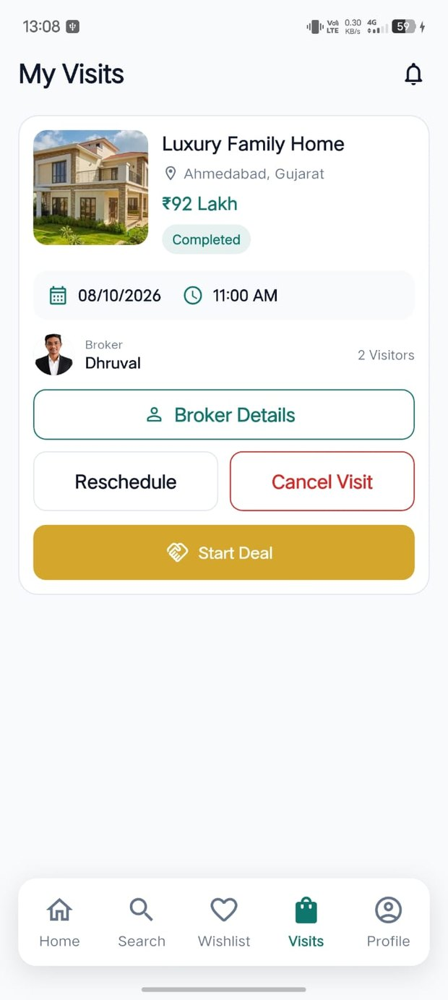 13:08
Vo) LTE 0.30 KB/s 4G 59
My Visits
Luxury Family Home
Ahmedabad, Gujarat
₹92 Lakh
Completed
08/10/2026 11:00 AM
Broker
Dhruval
2 Visitors
Broker Details
Reschedule Cancel Visit
Start Deal
Home Search Wishlist Visits Profile